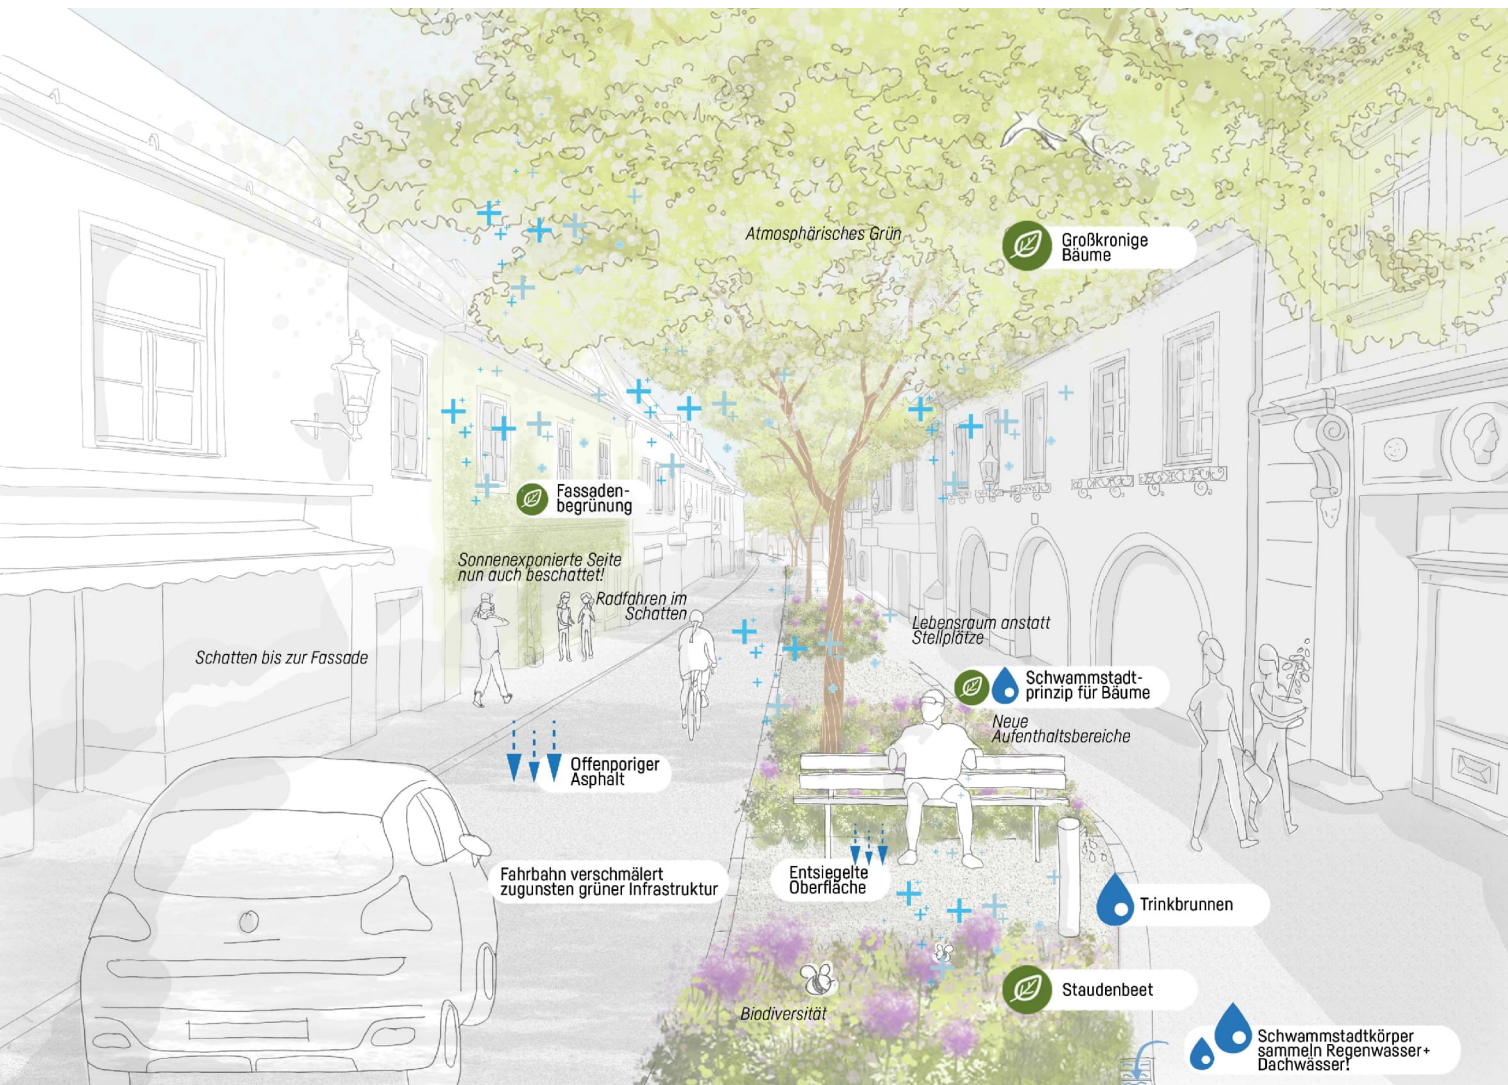 Atmosphärisches Grün
Großkronige
Bäume
Fassaden-
begrünung
Sonnenexponierte Seite
nun auch beschattet!
Radfahren im
Schatten
Schatten bis zur Fassade
Lebensraum anstatt
Stellplätze
Schwammstadt-
prinzip für Bäume
Neue
Aufenthaltsbereiche
Offenporiger
Asphalt
Fahrbahn verschmälert
zugunsten grüner Infrastruktur
Entsiegelte
Oberfläche
Trinkbrunnen
Staudenbeet
Biodiversität
Schwammstadtkörper
sammeln Regenwasser+
Dachwässer!